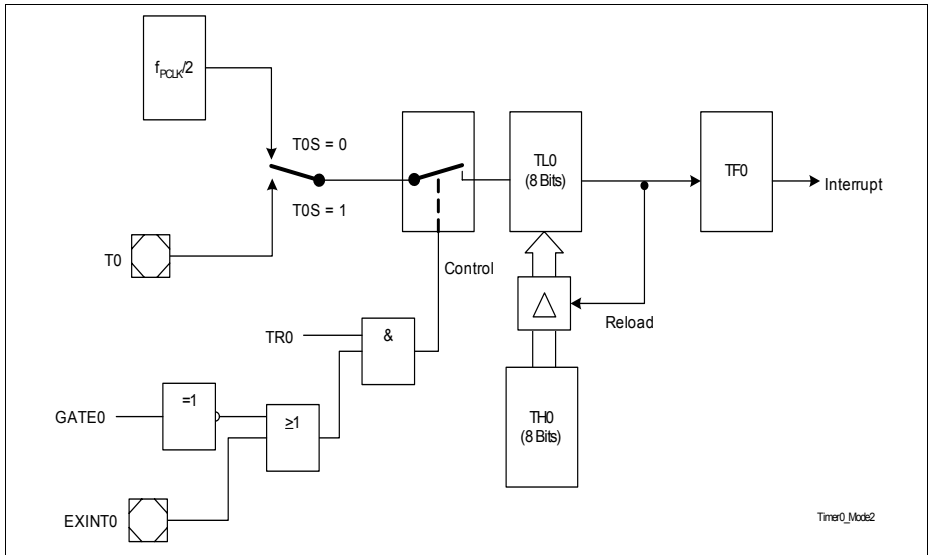 fPCLK/2
T0S = 0
T0S = 1
T0
TL0
(8 Bits)
TF0
Interrupt
Control
Reload
TR0
&
GATE0
=1
≥1
TH0
(8 Bits)
EXINT0
Timer0_Mode2